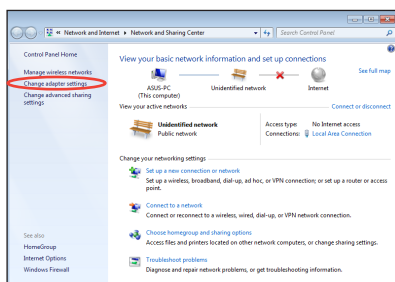 « Network and Internet ▸ Network and Sharing Center
Search Control Panel
Control Panel Home
Manage wireless networks
Change adapter settings
Change advanced sharing
settings
See also
HomeGroup
Internet Options
Windows Firewall
View your basic network information and set up connections
See full map
ASUS-PC
(This computer)
Unidentified network
Internet
View your active networks
Connect or disconnect
Unidentified network
Public network
Access type: No Internet access
Connections: Local Area Connection
Change your networking settings
Set up a new connection or network
Set up a wireless, broadband, dial-up, ad hoc, or VPN connection; or set up a router or access
point.
Connect to a network
Connect or reconnect to a wireless, wired, dial-up, or VPN network connection.
Choose homegroup and sharing options
Access files and printers located on other network computers, or change sharing settings.
Troubleshoot problems
Diagnose and repair network problems, or get troubleshooting information.